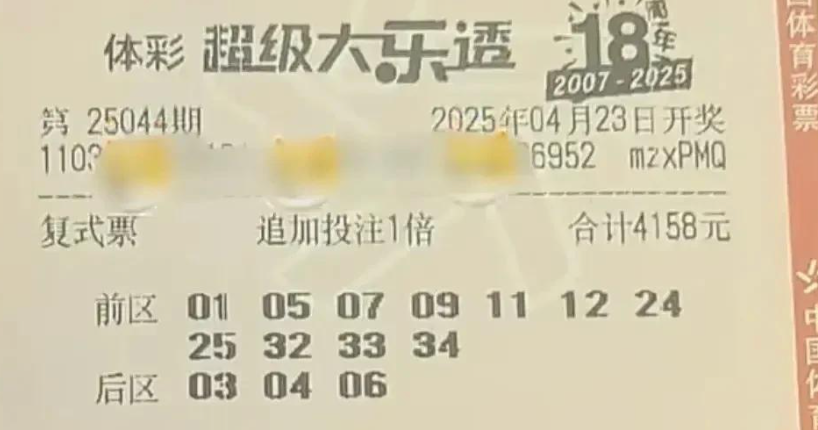 体彩 超级大乐透 18周年
2007-2025
第 25044期 2025年04月23日开奖
1103 6952 mzxPMQ
复式票 追加投注1倍 合计4158元
前区 01 05 07 09 11 12 24
25 32 33 34
后区 03 04 06
国体育彩票
中国体育